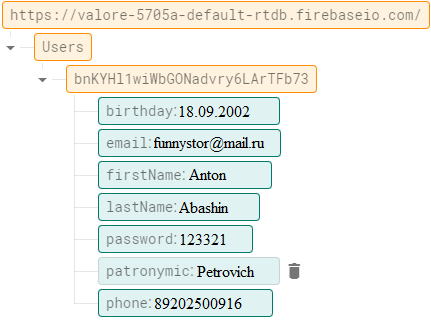 https://valore-5705a-default-rtdb.firebaseio.com/
Users
bnKYHl1wiWbGONadvry6LArTFb73
birthday:18.09.2002
email:funnystor@mail.ru
firstName:Anton
lastName:Abashin
password:123321
patronymic:Petrovich
phone:89202500916